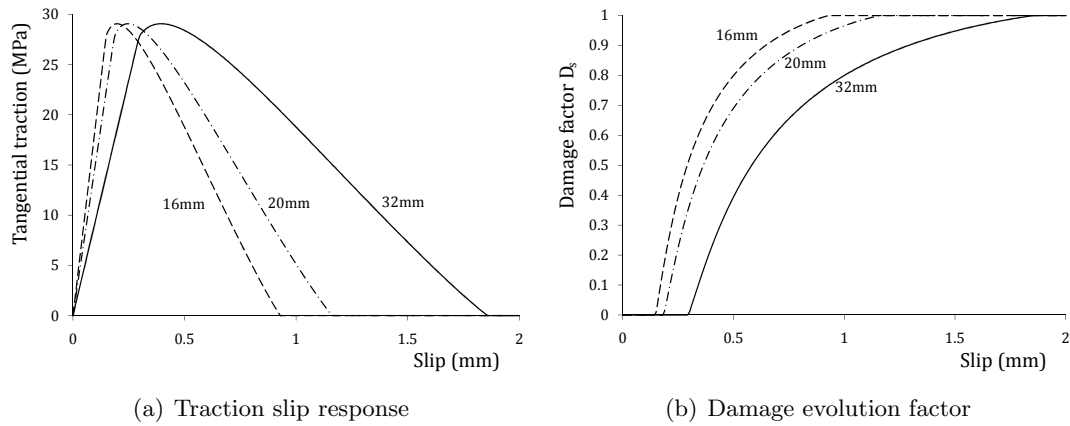 Tangential traction (MPa)
30
25
20
15
10
5
0
16mm
20mm
32mm
0
0.5
1
1.5
2
Slip (mm)
(a) Traction slip response
Damage factor Ds
1
0.9
0.8
0.7
0.6
0.5
0.4
0.3
0.2
0.1
0
16mm
20mm
32mm
0
0.5
1
1.5
2
Slip (mm)
(b) Damage evolution factor